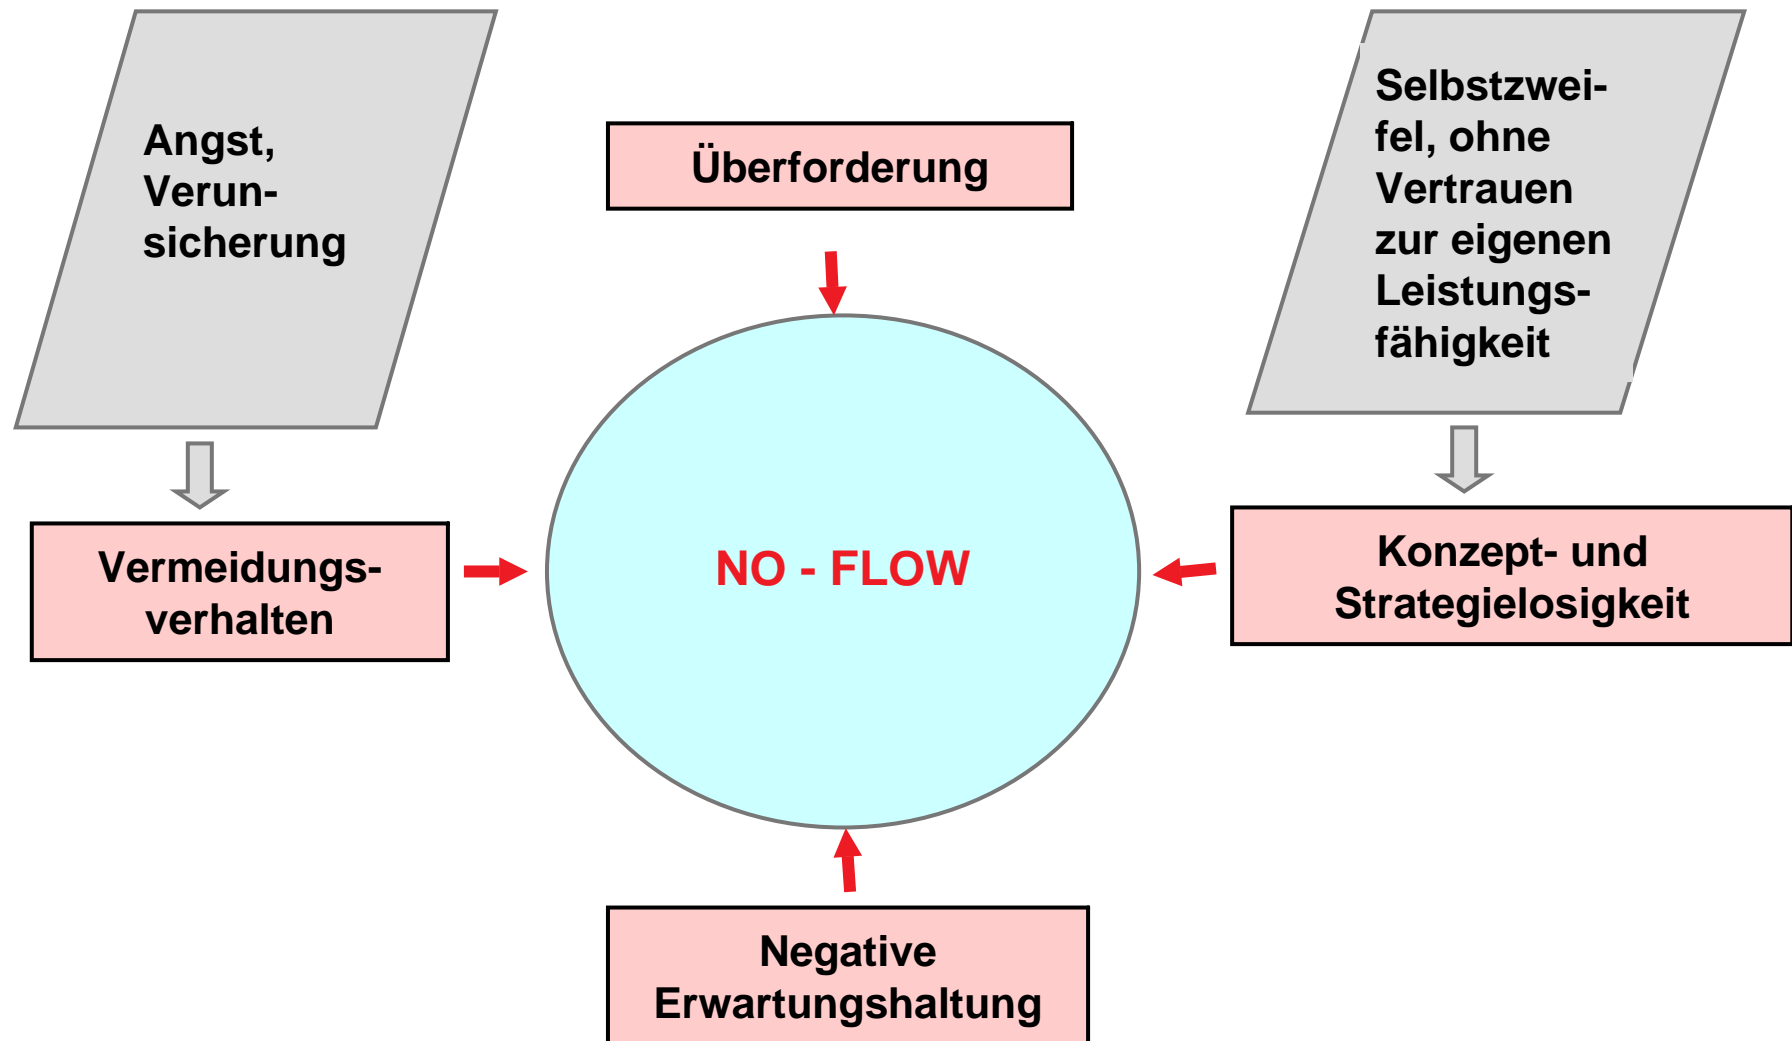 Angst,
Verun-
sicherung
Überforderung
Selbstzwei-
fel, ohne
Vertrauen
zur eigenen
Leistungs-
fähigkeit
Vermeidungs-
verhalten
NO - FLOW
Konzept- und
Strategielosigkeit
Negative
Erwartungshaltung